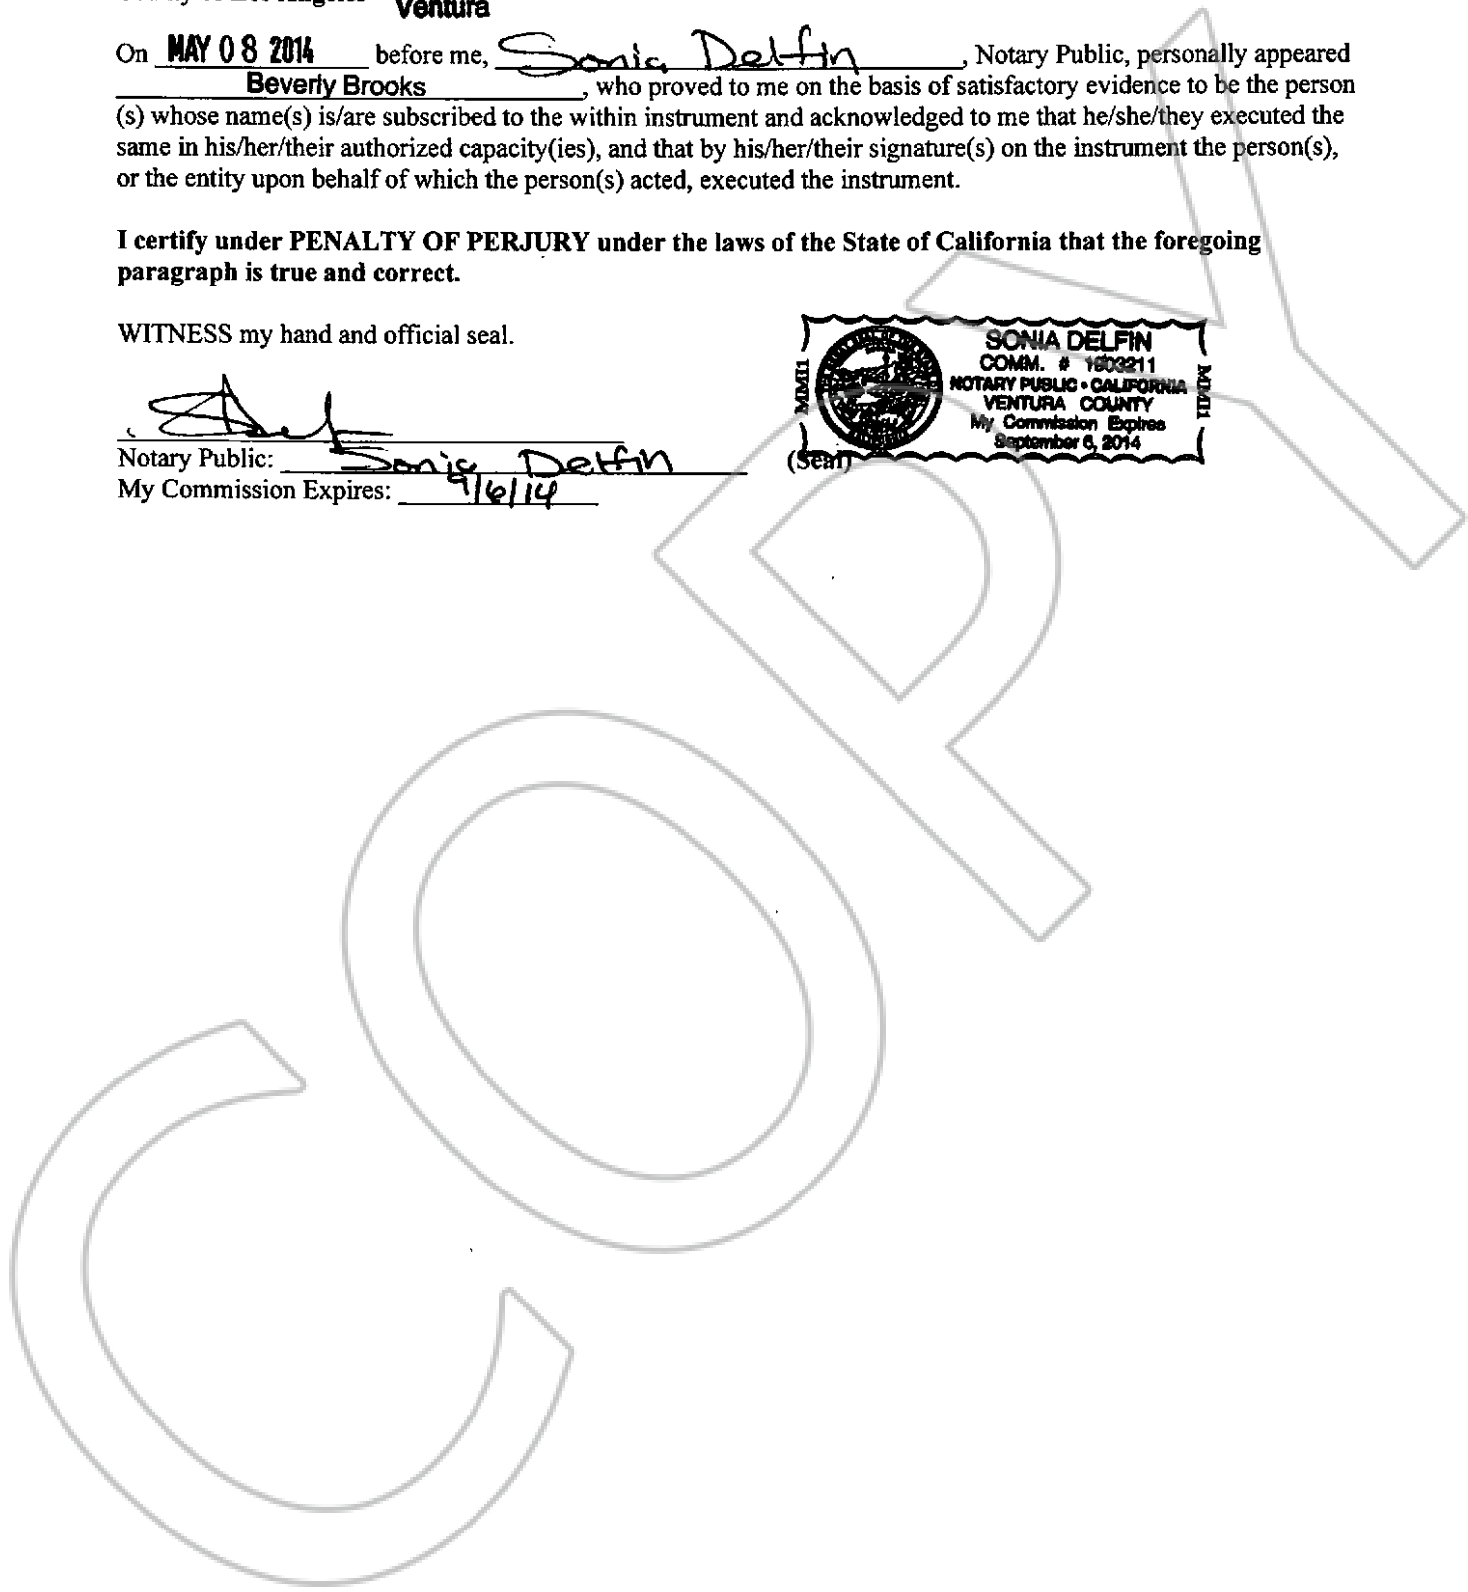 Ventura
On MAY 08 2014 before me, Sonia Delfin, Notary Public, personally appeared
Beverly Brooks, who proved to me on the basis of satisfactory evidence to be the person
(s) whose name(s) is/are subscribed to the within instrument and acknowledged to me that he/she/they executed the
same in his/her/their authorized capacity(ies), and that by his/her/their signature(s) on the instrument the person(s),
or the entity upon behalf of which the person(s) acted, executed the instrument.
I certify under PENALTY OF PERJURY under the laws of the State of California that the foregoing
paragraph is true and correct.
WITNESS my hand and official seal.
MMI1
SONIA DELFIN
COMM. #
NOTARY PUBLIC • CALIFORNIA
VENTURA COUNTY
My Commission Expires
September 6, 2014
MMI1
Notary Public: Sonia Delfin
(Seal)
My Commission Expires: 9/6/14
COPY